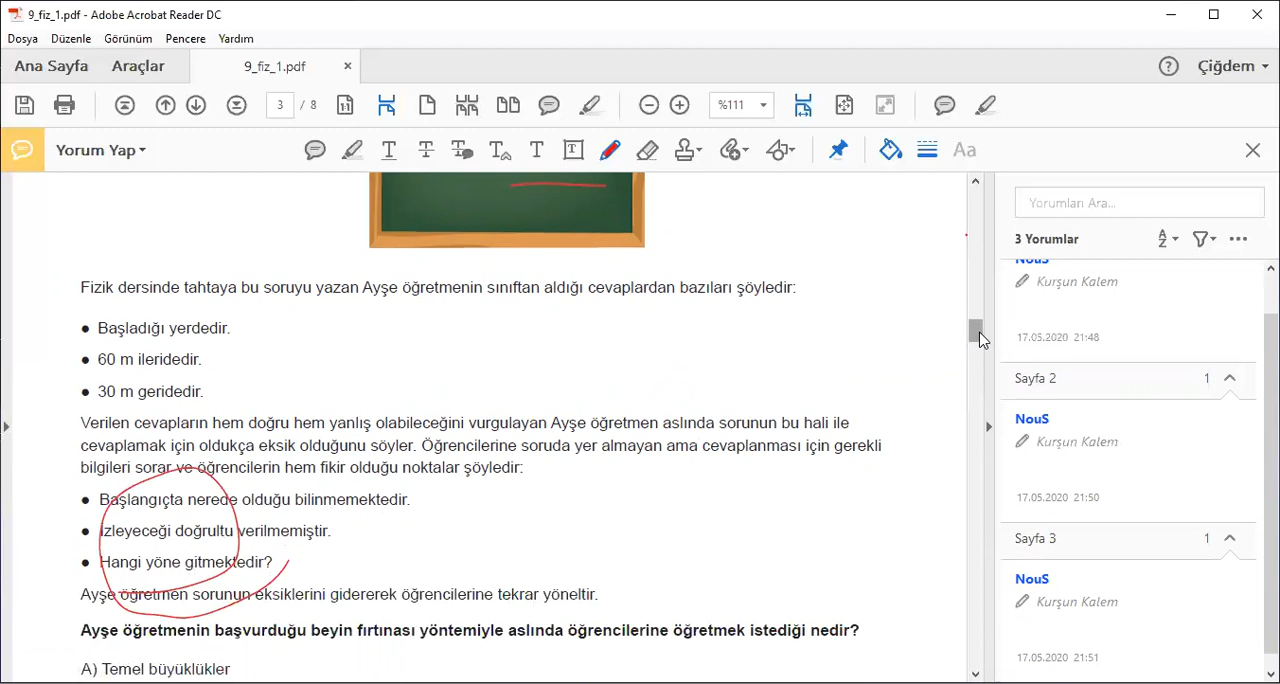 9_fiz_1.pdf - Adobe Acrobat Reader DC
Dosya Düzenle Görünüm Pencere Yardım
Ana Sayfa Araçlar 9_fiz_1.pdf × ? Çiğdem
3 / 8 %111
Yorum Yap Aa
Yorumları Ara...
3 Yorumlar
NouS
Kurşun Kalem
17.05.2020 21:48
Sayfa 2 1
NouS
Kurşun Kalem
17.05.2020 21:50
Sayfa 3 1
NouS
Kurşun Kalem
17.05.2020 21:51
Fizik dersinde tahtaya bu soruyu yazan Ayşe öğretmenin sınıftan aldığı cevaplardan bazıları şöyledir:
● Başladığı yerdedir.
● 60 m ileridedir.
● 30 m geridedir.
Verilen cevapların hem doğru hem yanlış olabileceğini vurgulayan Ayşe öğretmen aslında sorunun bu hali ile
cevaplamak için oldukça eksik olduğunu söyler. Öğrencilerine soruda yer almayan ama cevaplanması için gerekli
bilgileri sorar ve öğrencilerin hem fikir olduğu noktalar şöyledir:
● Başlangıçta nerede olduğu bilinmemektedir.
● İzleyeceği doğrultu verilmemiştir.
● Hangi yöne gitmektedir?
Ayşe öğretmen sorunun eksiklerini gidererek öğrencilerine tekrar yöneltir.
Ayşe öğretmenin başvurduğu beyin fırtınası yöntemiyle aslında öğrencilerine öğretmek istediği nedir?
A) Temel büyüklükler